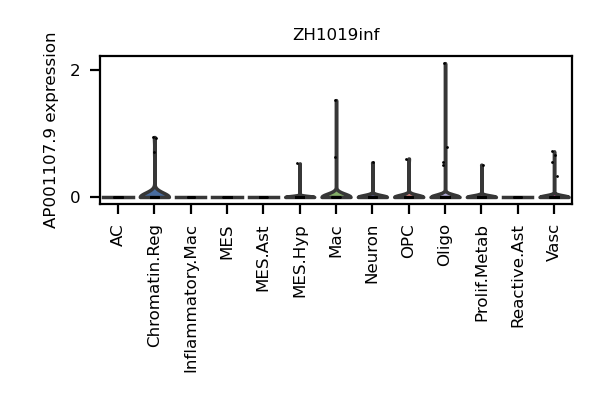 ZH1019inf
AP001107.9 expression
2
0
AC
Chromatin.Reg
Inflammatory.Mac
MES
MES.Ast
MES.Hyp
Mac
Neuron
OPC
Oligo
Prolif.Metab
Reactive.Ast
Vasc